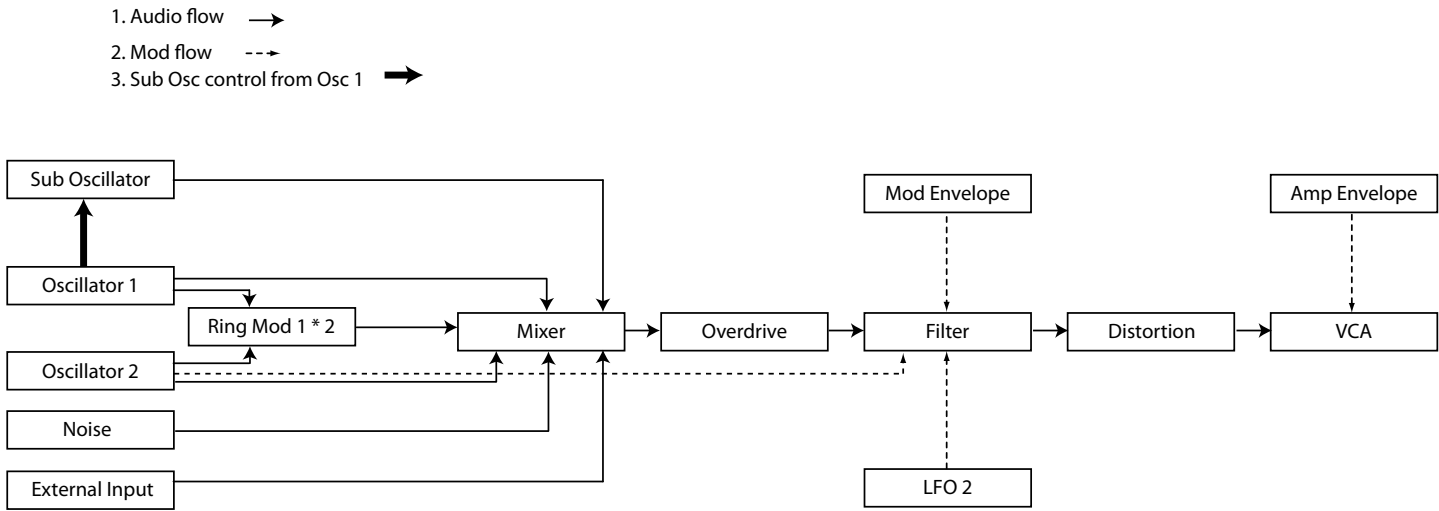 1. Audio flow
2. Mod flow
3. Sub Osc control from Osc 1
Sub Oscillator
Mod Envelope
Amp Envelope
Oscillator 1
Ring Mod 1 * 2
Mixer
Overdrive
Filter
Distortion
VCA
Oscillator 2
Noise
External Input
LFO 2